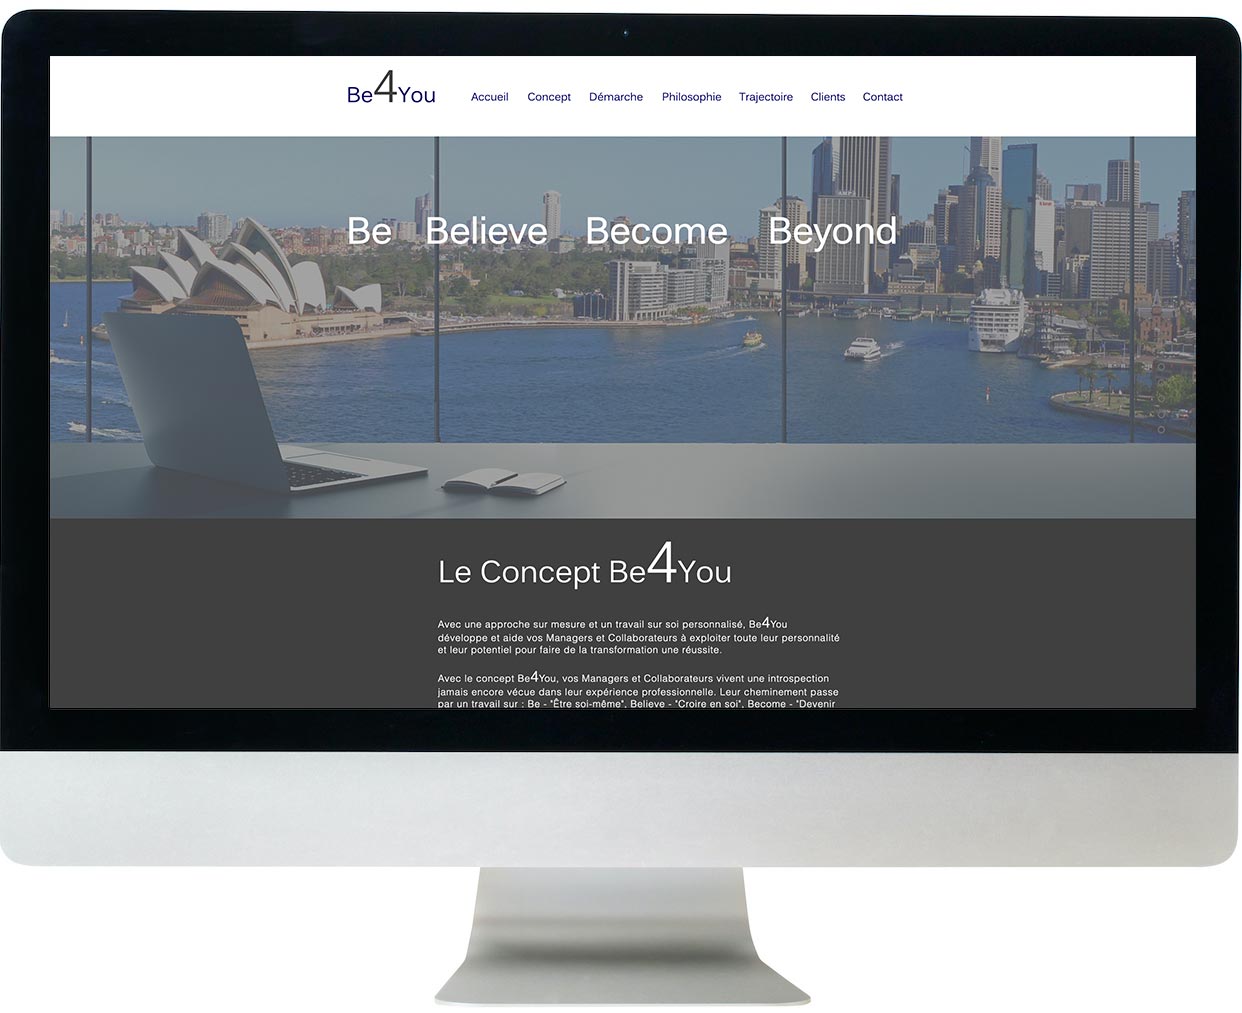 Be4You Accueil Concept Démarche Philosophie Trajectoire Clients Contact
AMP
Be Believe Become Beyond
Le Concept Be4You
Avec une approche sur mesure et un travail sur soi personnalisé, Be4You
développe et aide vos Managers et Collaborateurs à exploiter toute leur personnalité
et leur potentiel pour faire de la transformation une réussite.
Avec le concept Be4You, vos Managers et Collaborateurs vivent une introspection
jamais encore vécue dans leur expérience professionnelle. Leur cheminement passe
par un travail sur : Be - "Être soi-même", Believe - "Croire en soi", Become - "Devenir